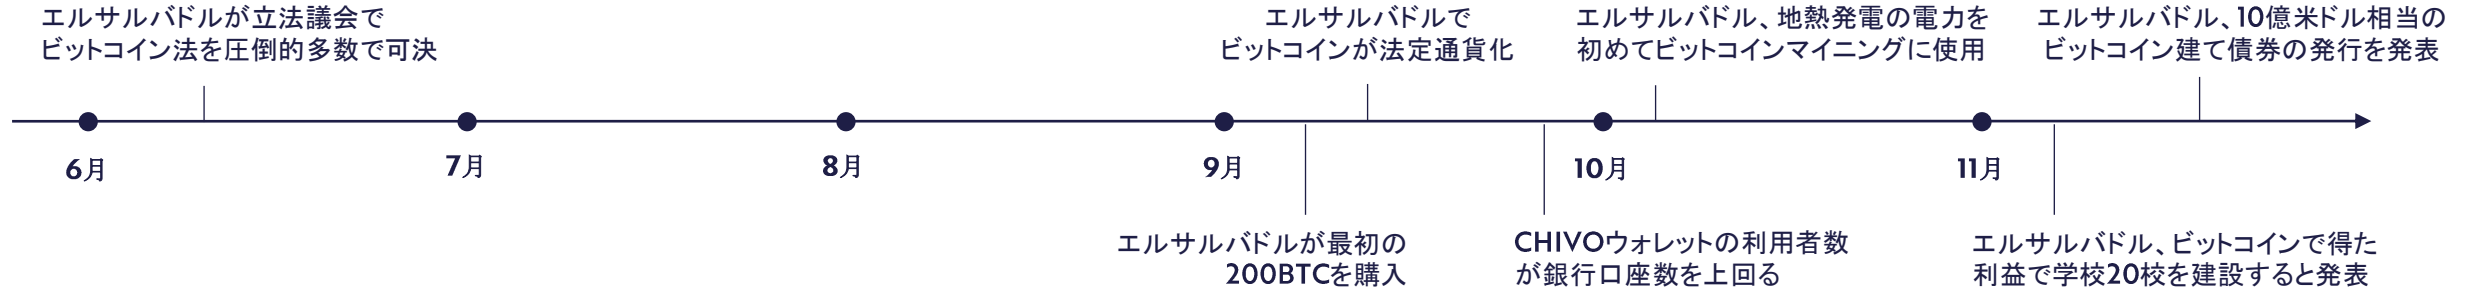 エルサルバドルが立法議会で
ビットコイン法を圧倒的多数で可決
エルサルバドルで
ビットコインが法定通貨化
エルサルバドル、地熱発電の電力を
初めてビットコインマイニングに使用
エルサルバドル、10億米ドル相当の
ビットコイン建て債券の発行を発表
6月
7月
8月
9月
10月
11月
エルサルバドルが最初の
200BTCを購入
CHIVOウォレットの利用者数
が銀行口座数を上回る
エルサルバドル、ビットコインで得た
利益で学校20校を建設すると発表